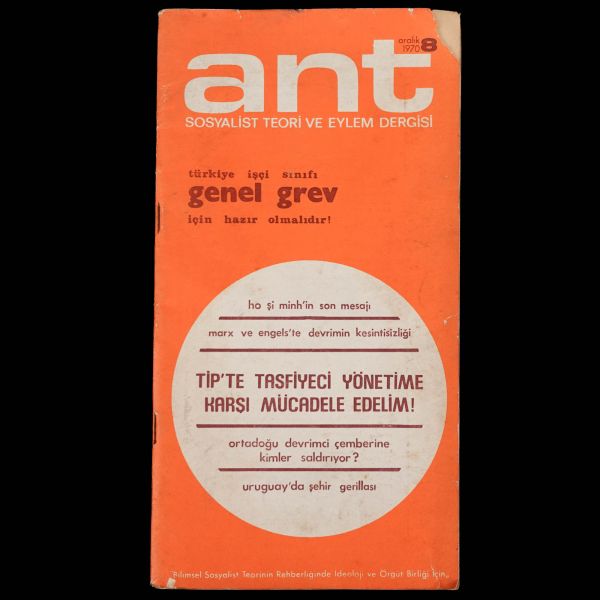 aralık
1970 8
ant
SOSYALİST TEORİ VE EYLEM DERGİSİ
türkiye işçi sınıfı
genel grev
için hazır olmalıdır!
ho şi minh'in son mesajı
marx ve engels'te devrimin kesintisizliği
TİP'TE TASFİYECİ YÖNETİME
KARŞI MÜCADELE EDELİM!
ortadoğu devrimci çemberine
kimler saldırıyor?
uruguay'da şehir gerillası
"Bilimsel Sosyalist Teorinin Rehberliğinde İdeoloji ve Örgüt Birliği İçin"